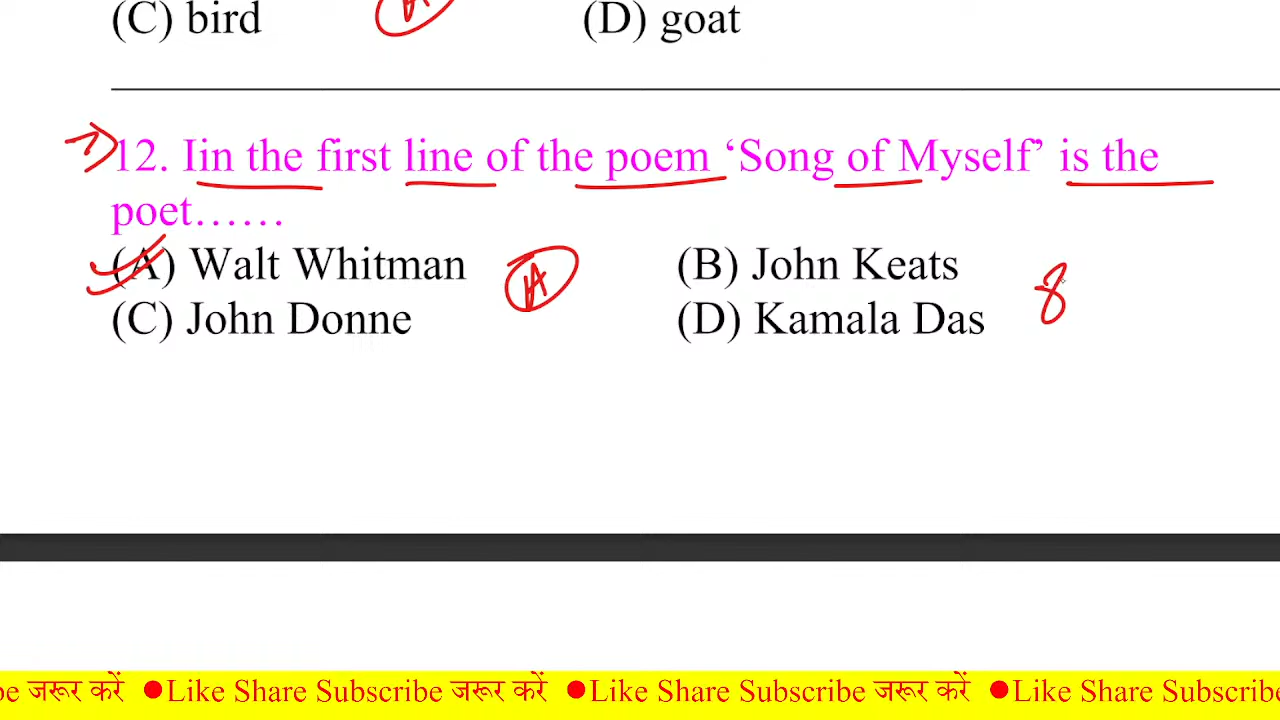 (C) bird A (D) goat
12. Iin the first line of the poem ‘Song of Myself’ is the
poet......
(A) Walt Whitman (B) John Keats
A
(C) John Donne (D) Kamala Das 8
be जरूर करें ●Like Share Subscribe जरूर करें ●Like Share Subscribe जरूर करें ●Like Share Subscribe